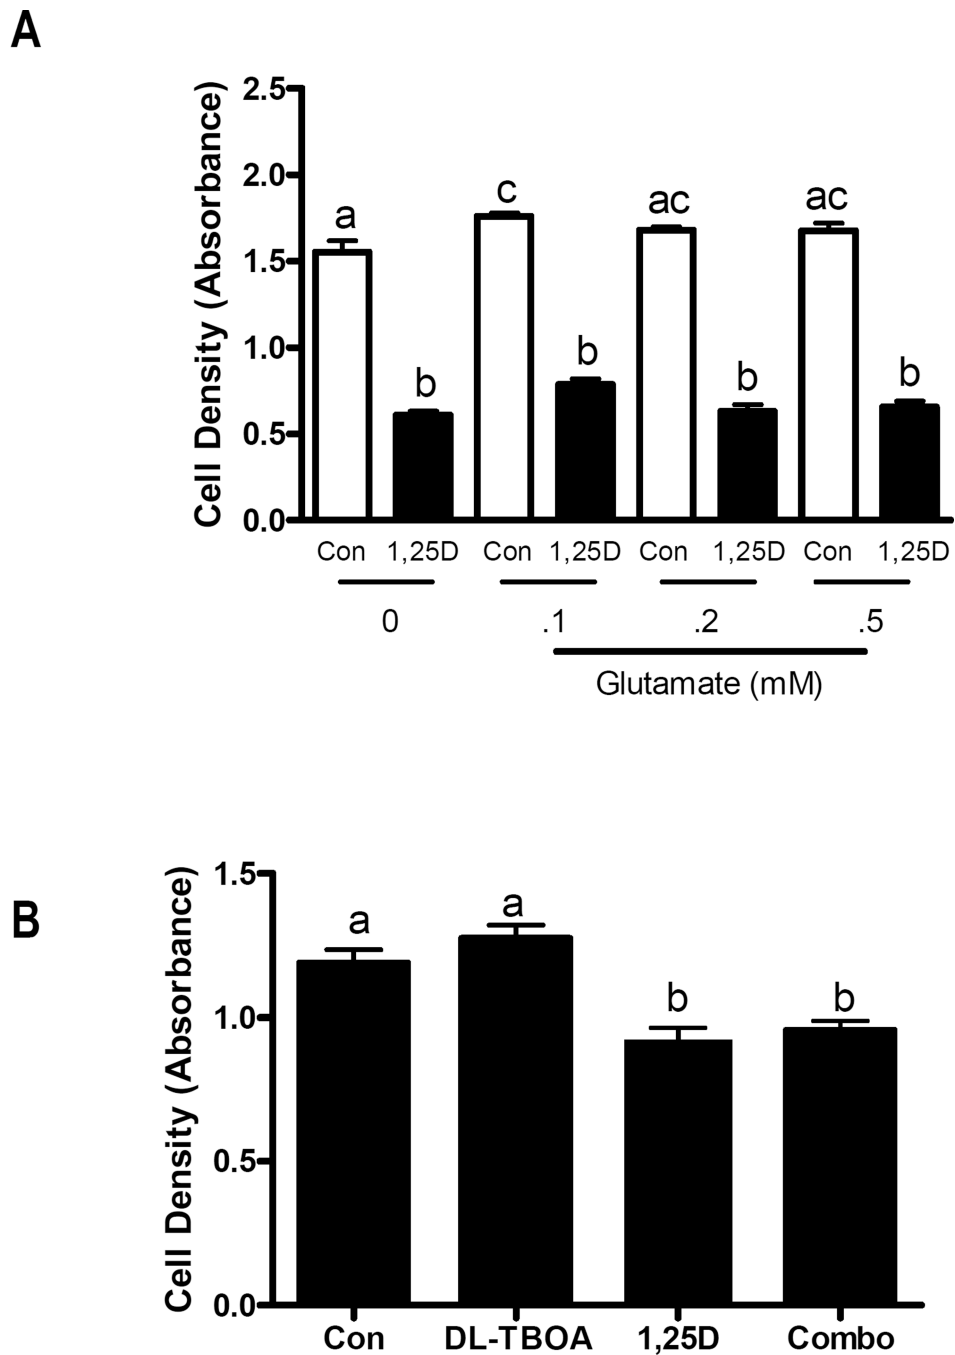 A
Cell Density (Absorbance)
2.5
2.0
1.5
1.0
0.5
0.0
a
b
c
b
ac
b
ac
b
Con 1,25D Con 1,25D Con 1,25D Con 1,25D
0 .1 .2 .5
Glutamate (mM)
B
Cell Density (Absorbance)
1.5
1.0
0.5
0.0
a
a
b
b
Con DL-TBOA 1,25D Combo